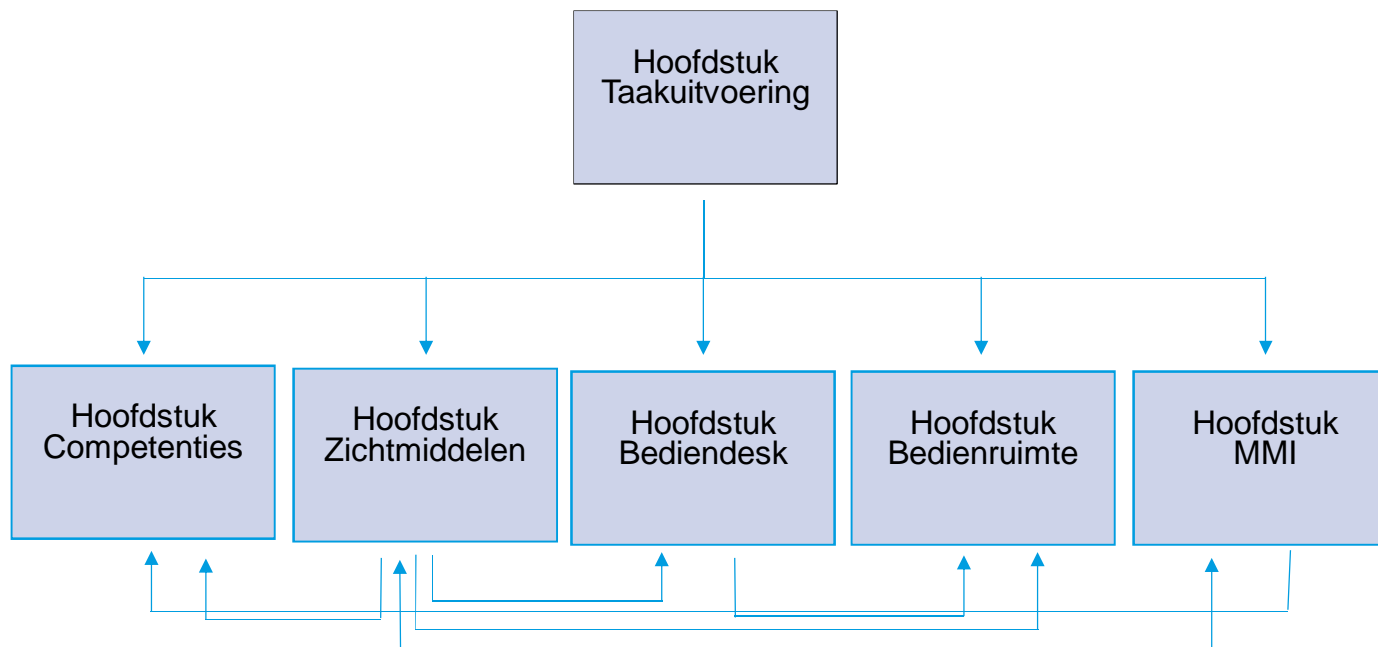 Hoofdstuk
Taakuitvoering
Hoofdstuk
Competenties
Hoofdstuk
Zichtmiddelen
Hoofdstuk
Bediendesk
Hoofdstuk
Bedienruimte
Hoofdstuk
MMI